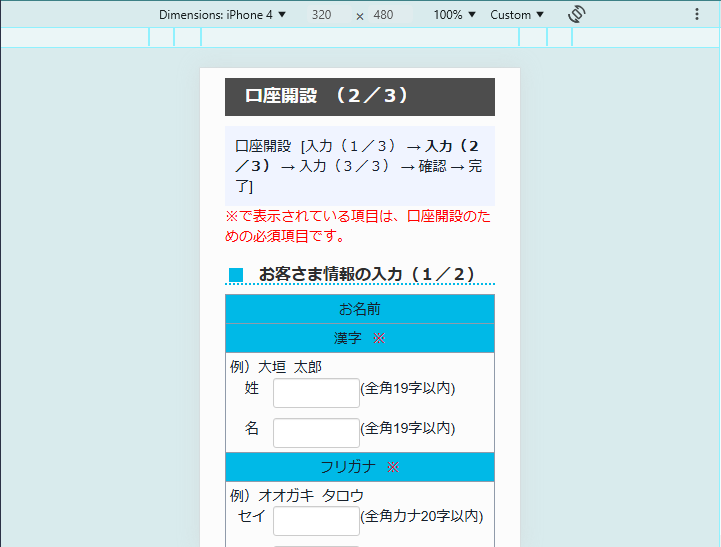 Dimensions: iPhone 4 ▼ 320 × 480 100% ▼ Custom ▼
口座開設 （２／３）
口座開設 [入力（１／３） → 入力（２
／３） → 入力（３／３） → 確認 → 完
了]
※で表示されている項目は、口座開設のた
めの必須項目です。
お客さま情報の入力（１／２）
お名前
漢字 ※
例）大垣 太郎
姓 (全角19字以内)
名 (全角19字以内)
フリガナ ※
例）オオガキ タロウ
セイ (全角カナ20字以内)